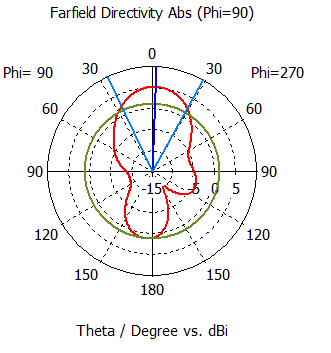 Farfield Directivity Abs (Phi=90)
0
Phi= 90 30 30 Phi=270
60 60
90 -15 -5 0 5 90
120 120
150 150
180
Theta / Degree vs. dBi